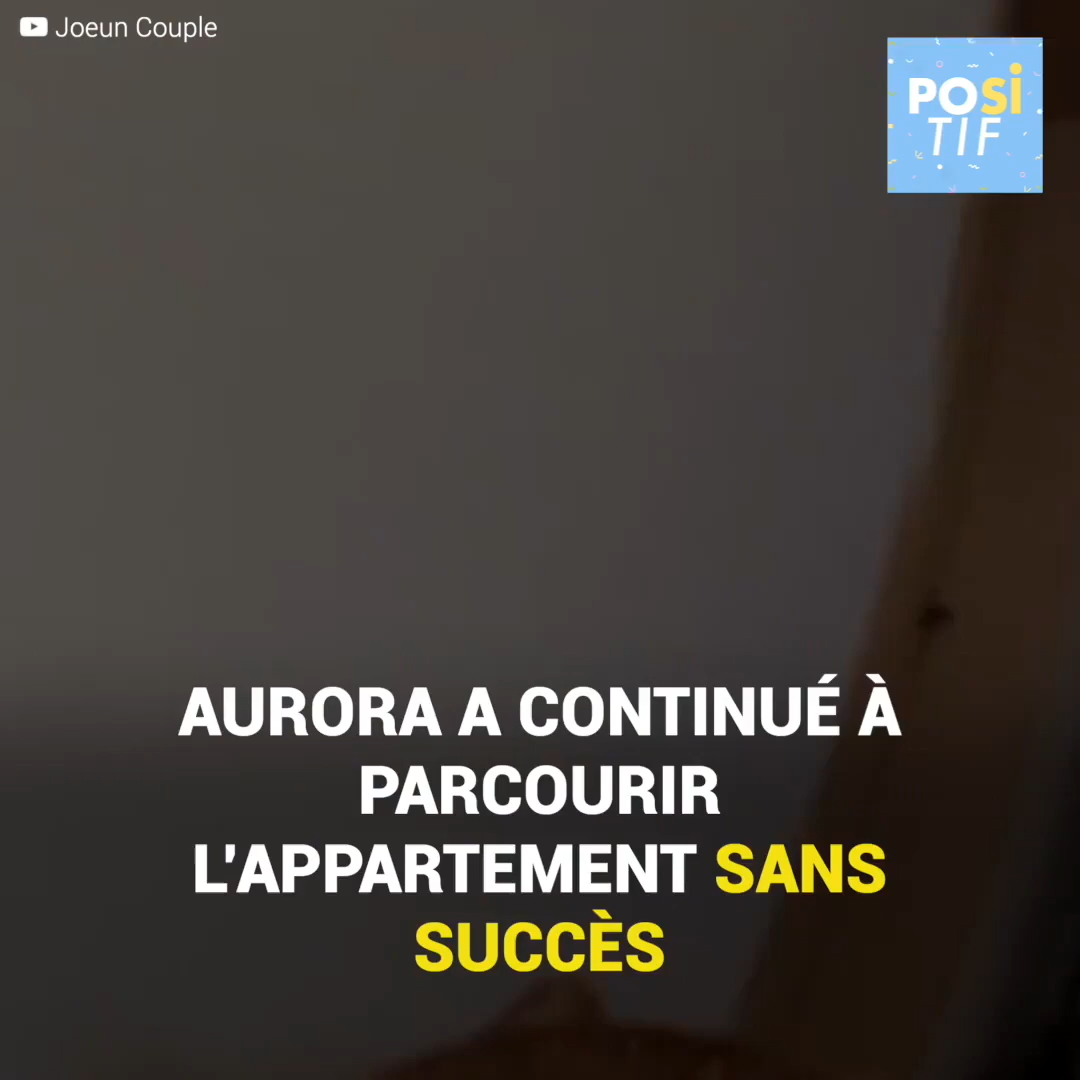 Joeun Couple
POSI
TIF
AURORA A CONTINUÉ À
PARCOURIR
L'APPARTEMENT SANS
SUCCÈS